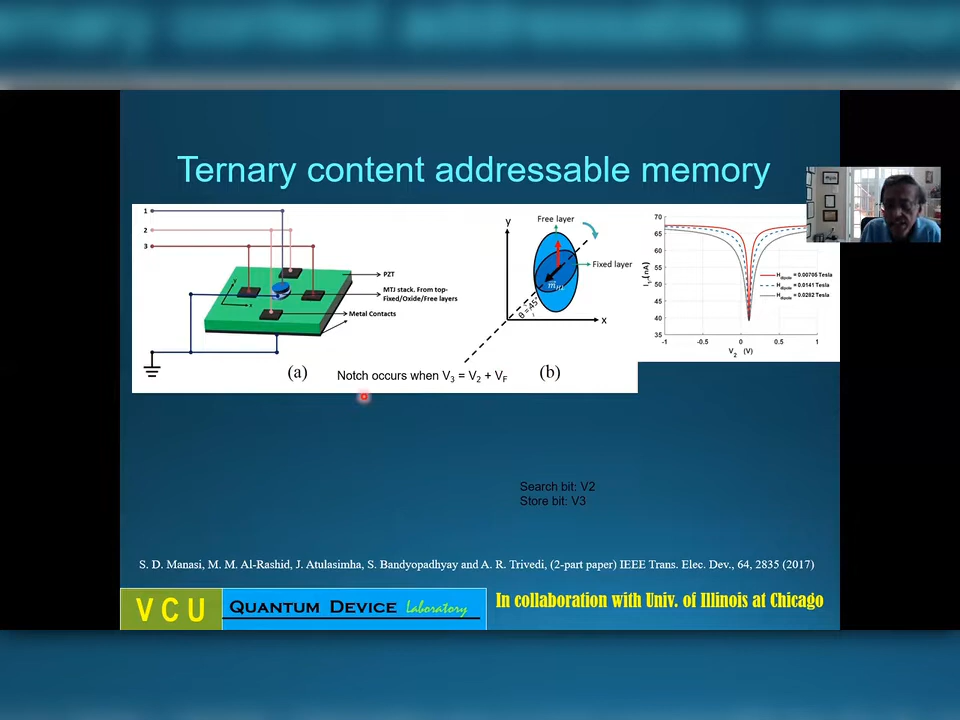 Ternary content addressable memory
1
2
3
PZT
MTJ stack. From top-
Fixed/Oxide/Free layers
Metal Contacts
(a)
y
Free layer
Fixed layer
θ = 45°
x
(b)
Notch occurs when V3 = V2 + VF
70
65
60
55
50
45
40
35
-1 -0.5 0 0.5 1
V2 (V)
Hdipole = 0.00706 Tesla
Hdipole = 0.0141 Tesla
Hdipole = 0.0282 Tesla
Search bit: V2
Store bit: V3
S. D. Manasi, M. M. Al-Rashid, J. Atulasimha, S. Bandyopadhyay and A. R. Trivedi, (2-part paper) IEEE Trans. Elec. Dev., 64, 2835 (2017)
VCU QUANTUM DEVICE Laboratory
In collaboration with Univ. of Illinois at Chicago